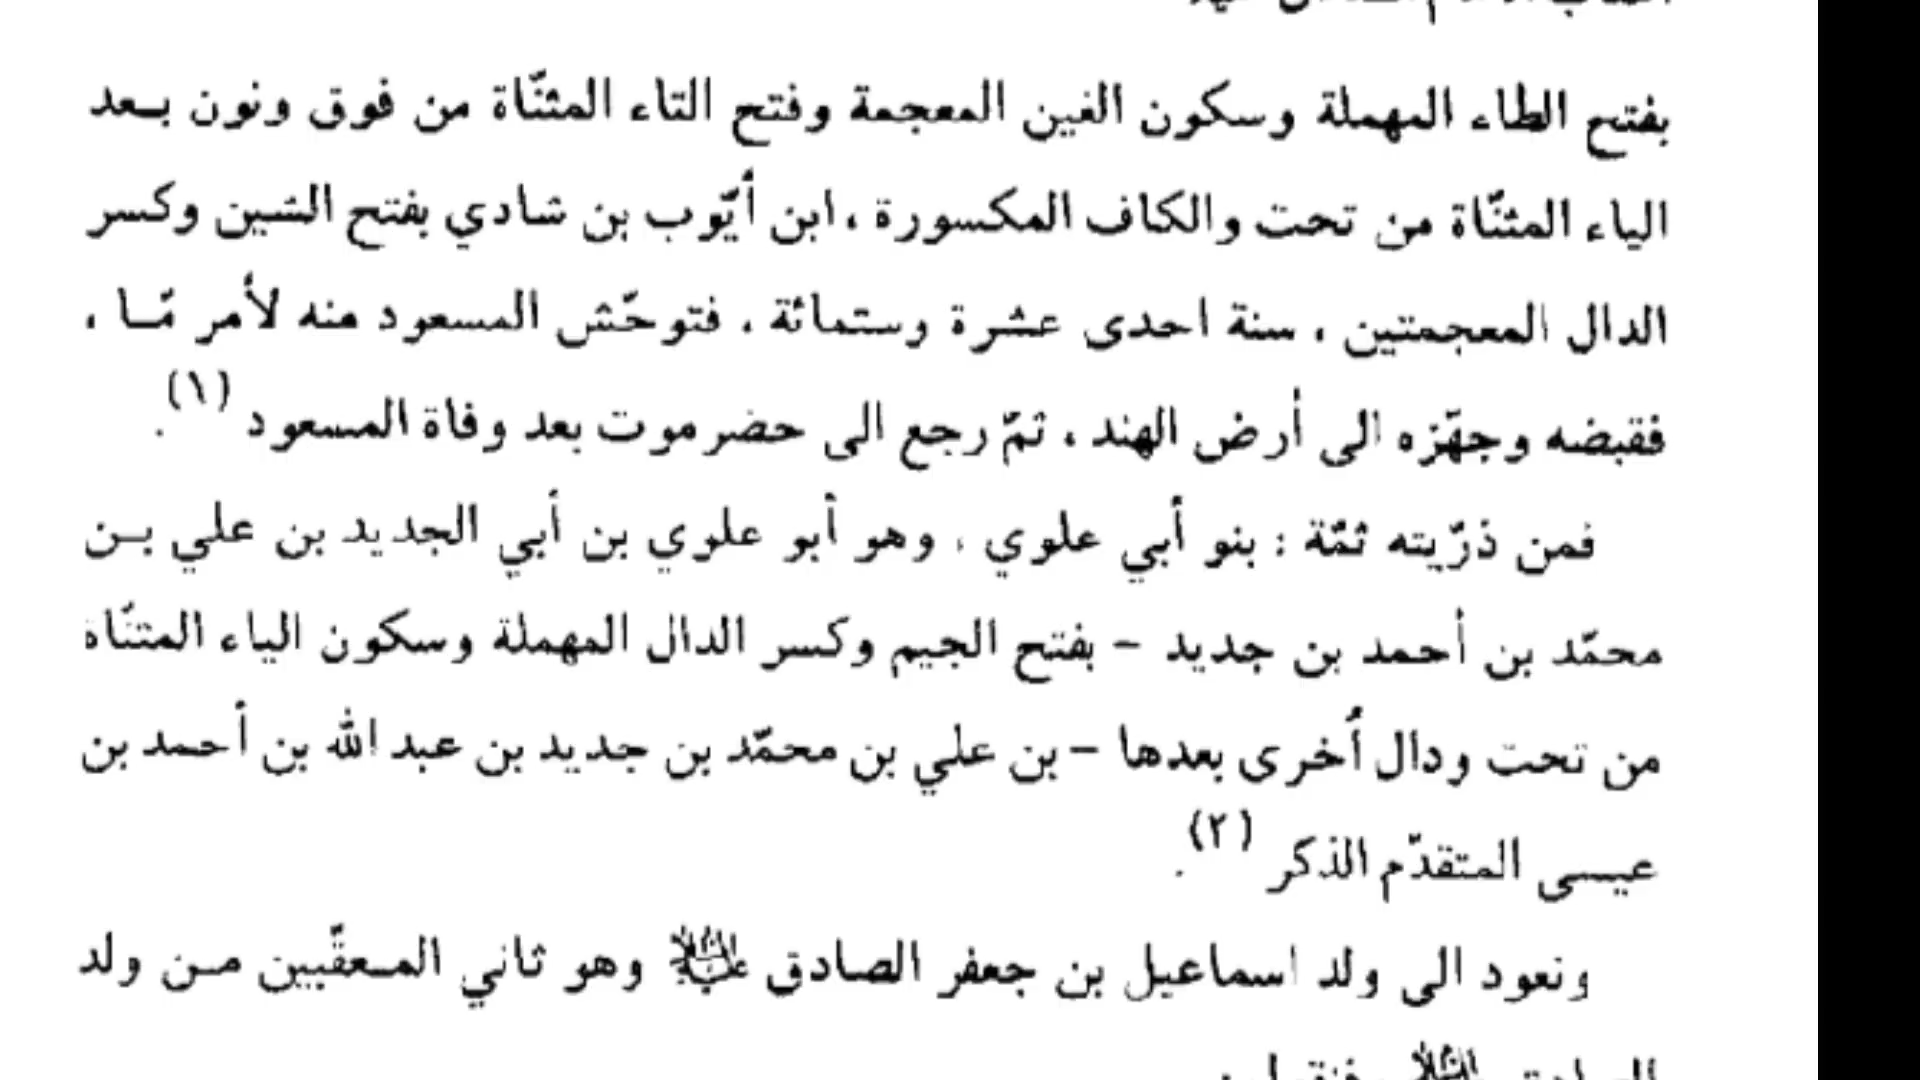 بفتح الطاء المهملة وسكون الغين المعجمة وفتح التاء المثنّاة من فوق ونون بـعد
الياء المثنّاة من تحت والكاف المكسورة ، ابن أيّوب بن شادي بفتح الشين وكسر
الدال المعجمتين ، سنة احدى عشرة وستمائة ، فتوحّش المسعود منه لأمر مّـا ،
فقبضه وجهّزه الى أرض الهند ، ثمّ رجع الى حضرموت بعد وفاة المسعود (١) .
فمن ذرّيته ثمّة : بنو أبي علوي ، وهو أبو علوي بن أبي الجديد بن علي بـن
محمّد بن أحمد بن جديد – بفتح الجيم وكسر الدال المهملة وسكون الياء المثنّاة
من تحت ودال أُخرى بعدها – بن علي بن محمّد بن جديد بن عبد الله بن أحمد بن
عيسى المتقدّم الذكر (٢) .
ونعود الى ولد اسماعيل بن جعفر الصادق عليه السلام وهو ثاني المـعقّبين مـن ولد